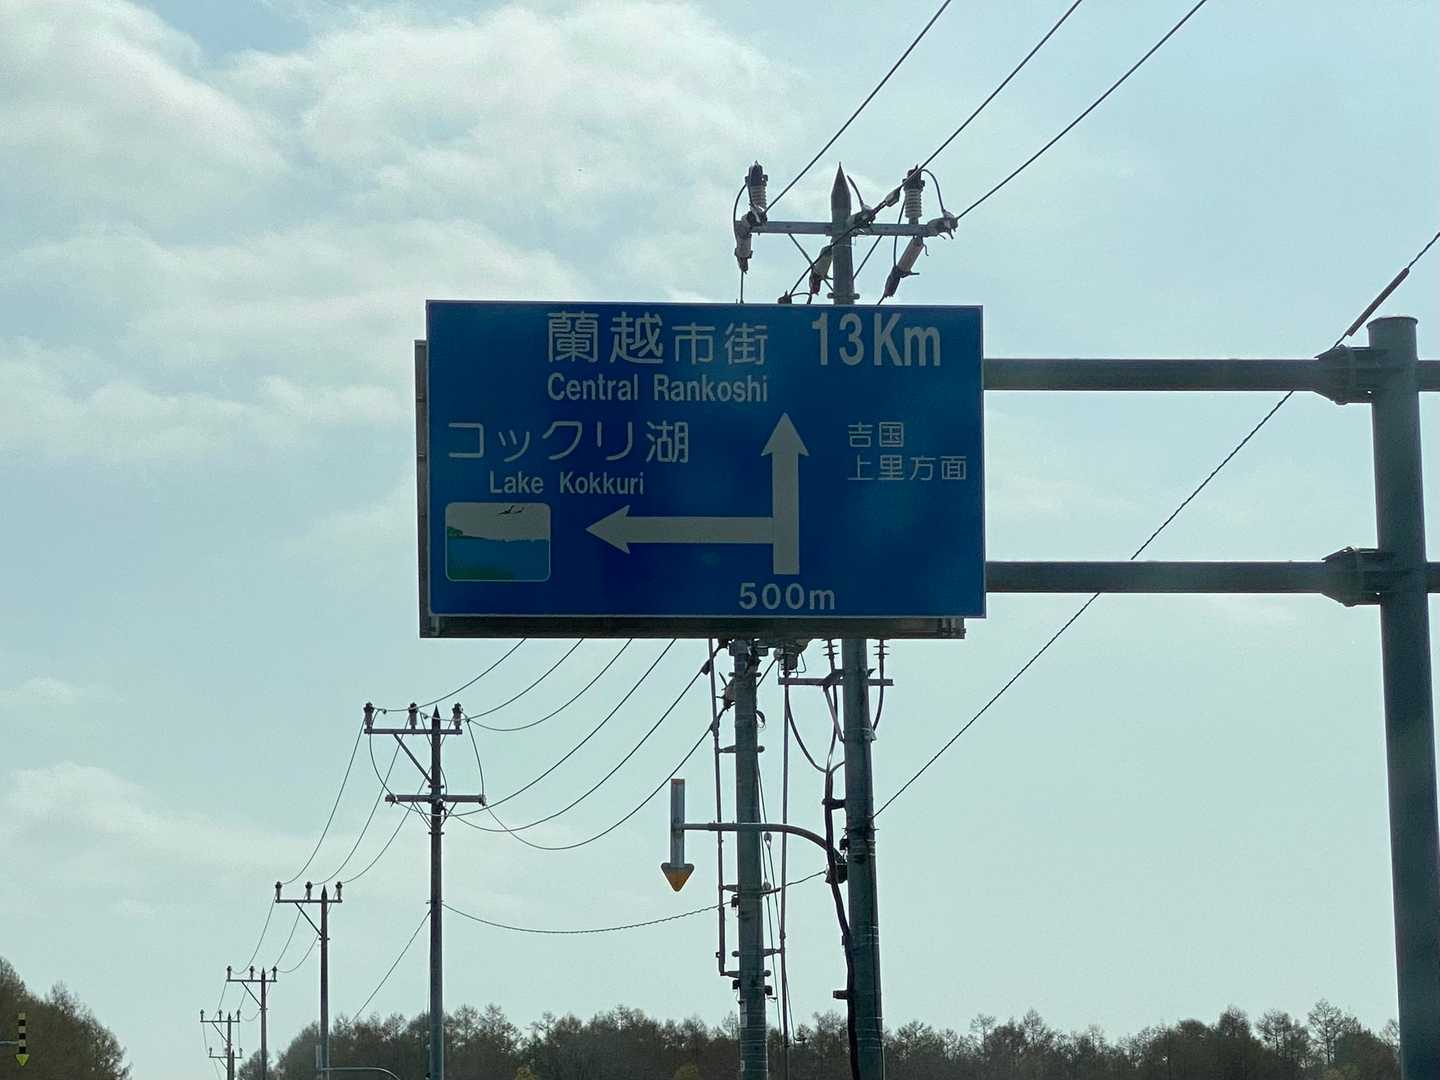 蘭越市街 13Km
Central Rankoshi
コックリ湖
Lake Kokkuri
吉国
上里方面
500m